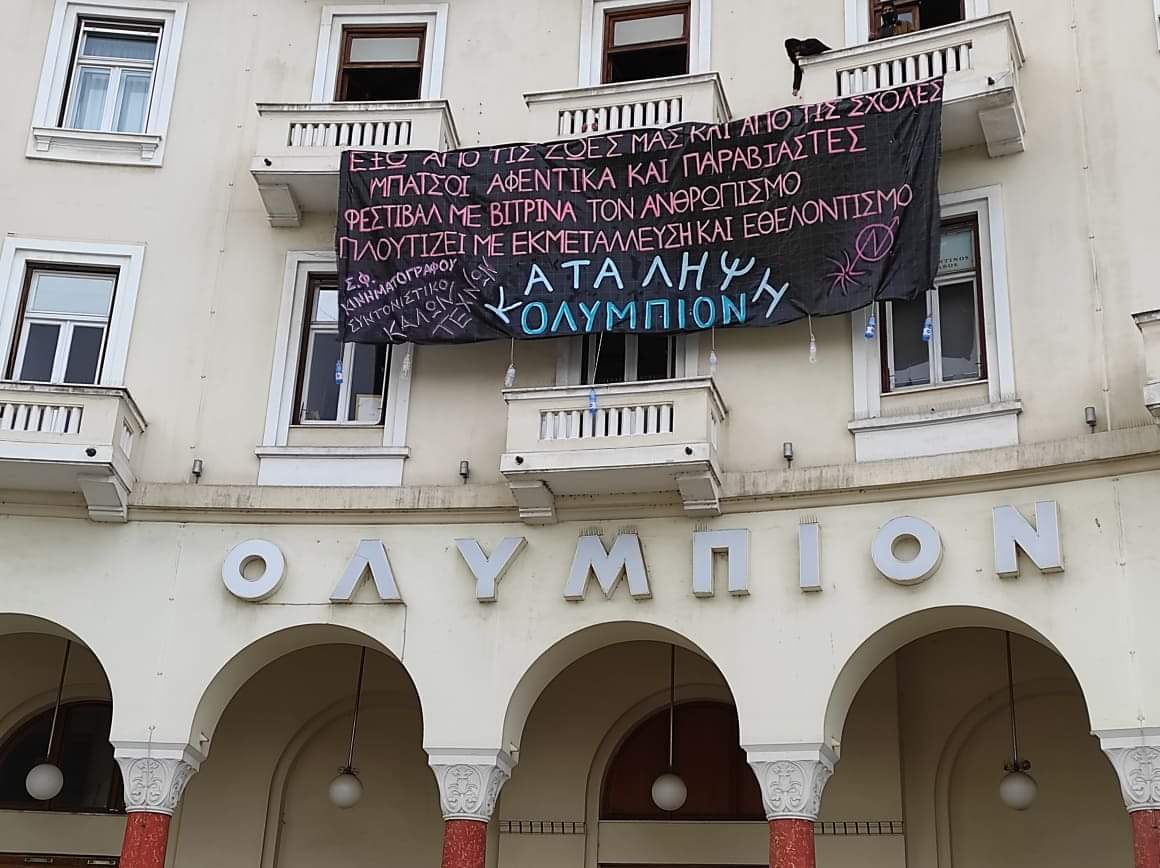 ΕΞΩ ΑΠΟ ΤΙΣ ΖΩΕΣ ΜΑΣ ΚΑΙ ΑΠΟ ΤΙΣ ΣΧΟΛΕΣ
ΜΠΑΤΣΟΙ ΑΦΕΝΤΙΚΑ ΚΑΙ ΠΑΡΑΒΙΑΣΤΕΣ
ΦΕΣΤΙΒΑΛ ΜΕ ΒΙΤΡΙΝΑ ΤΟΝ ΑΝΘΡΩΠΙΣΜΟ
ΠΛΟΥΤΙΖΕΙ ΜΕ ΕΚΜΕΤΑΛΛΕΥΣΗ ΚΑΙ ΕΘΕΛΟΝΤΙΣΜΟ
Σ.Φ.
ΚΙΝΗΜΑΤΟΓΡΑΦΟΥ
ΣΥΝΤΟΝΙΣΤΙΚΟ
ΚΑΛΩΝ
ΤΕΧΝΩΝ
ΚΑΤΑΛΗΨΗ
ΟΛΥΜΠΙΟΝ
ΟΛΥΜΠΙΟΝ